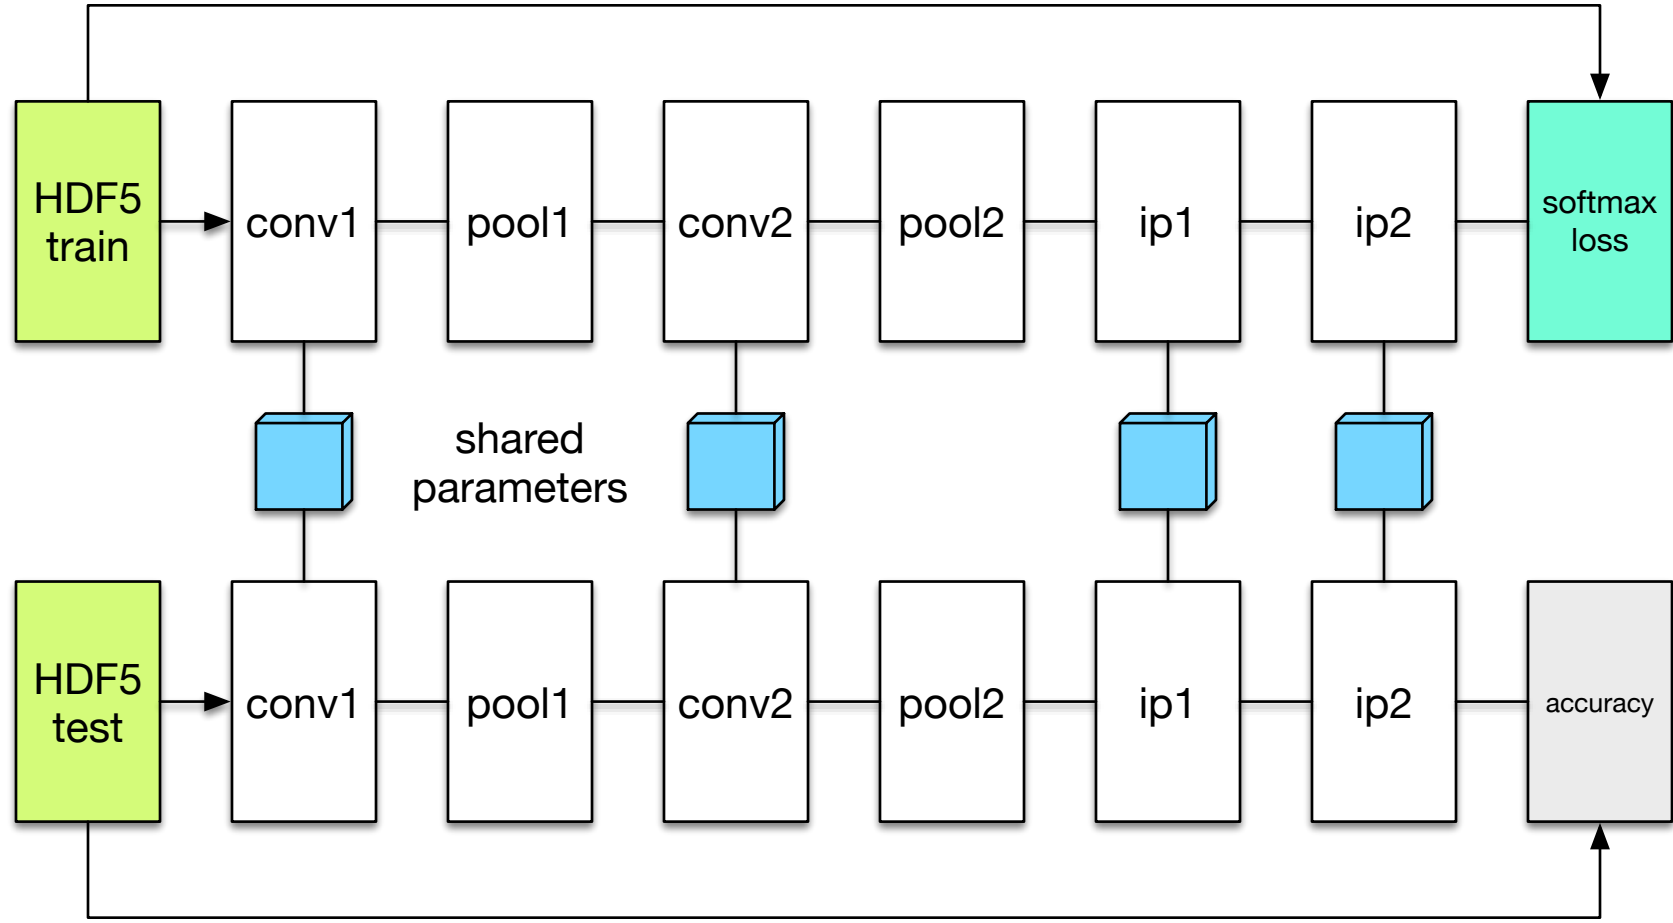 HDF5
train
conv1
pool1
conv2
pool2
ip1
ip2
softmax
loss
shared
parameters
HDF5
test
conv1
pool1
conv2
pool2
ip1
ip2
accuracy